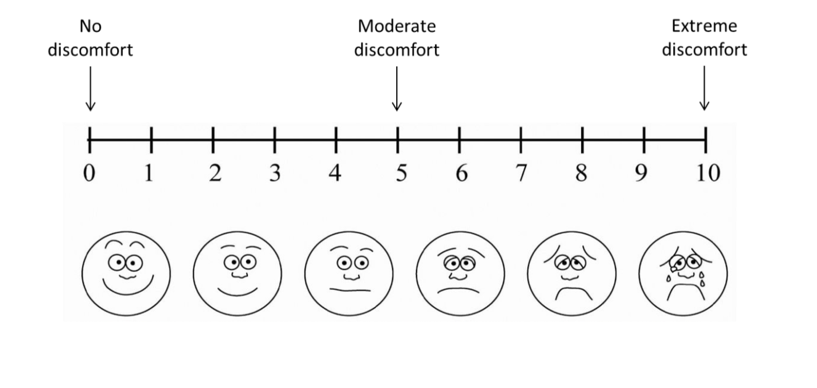 No
discomfort
Moderate
discomfort
Extreme
discomfort
0 1 2 3 4 5 6 7 8 9 10